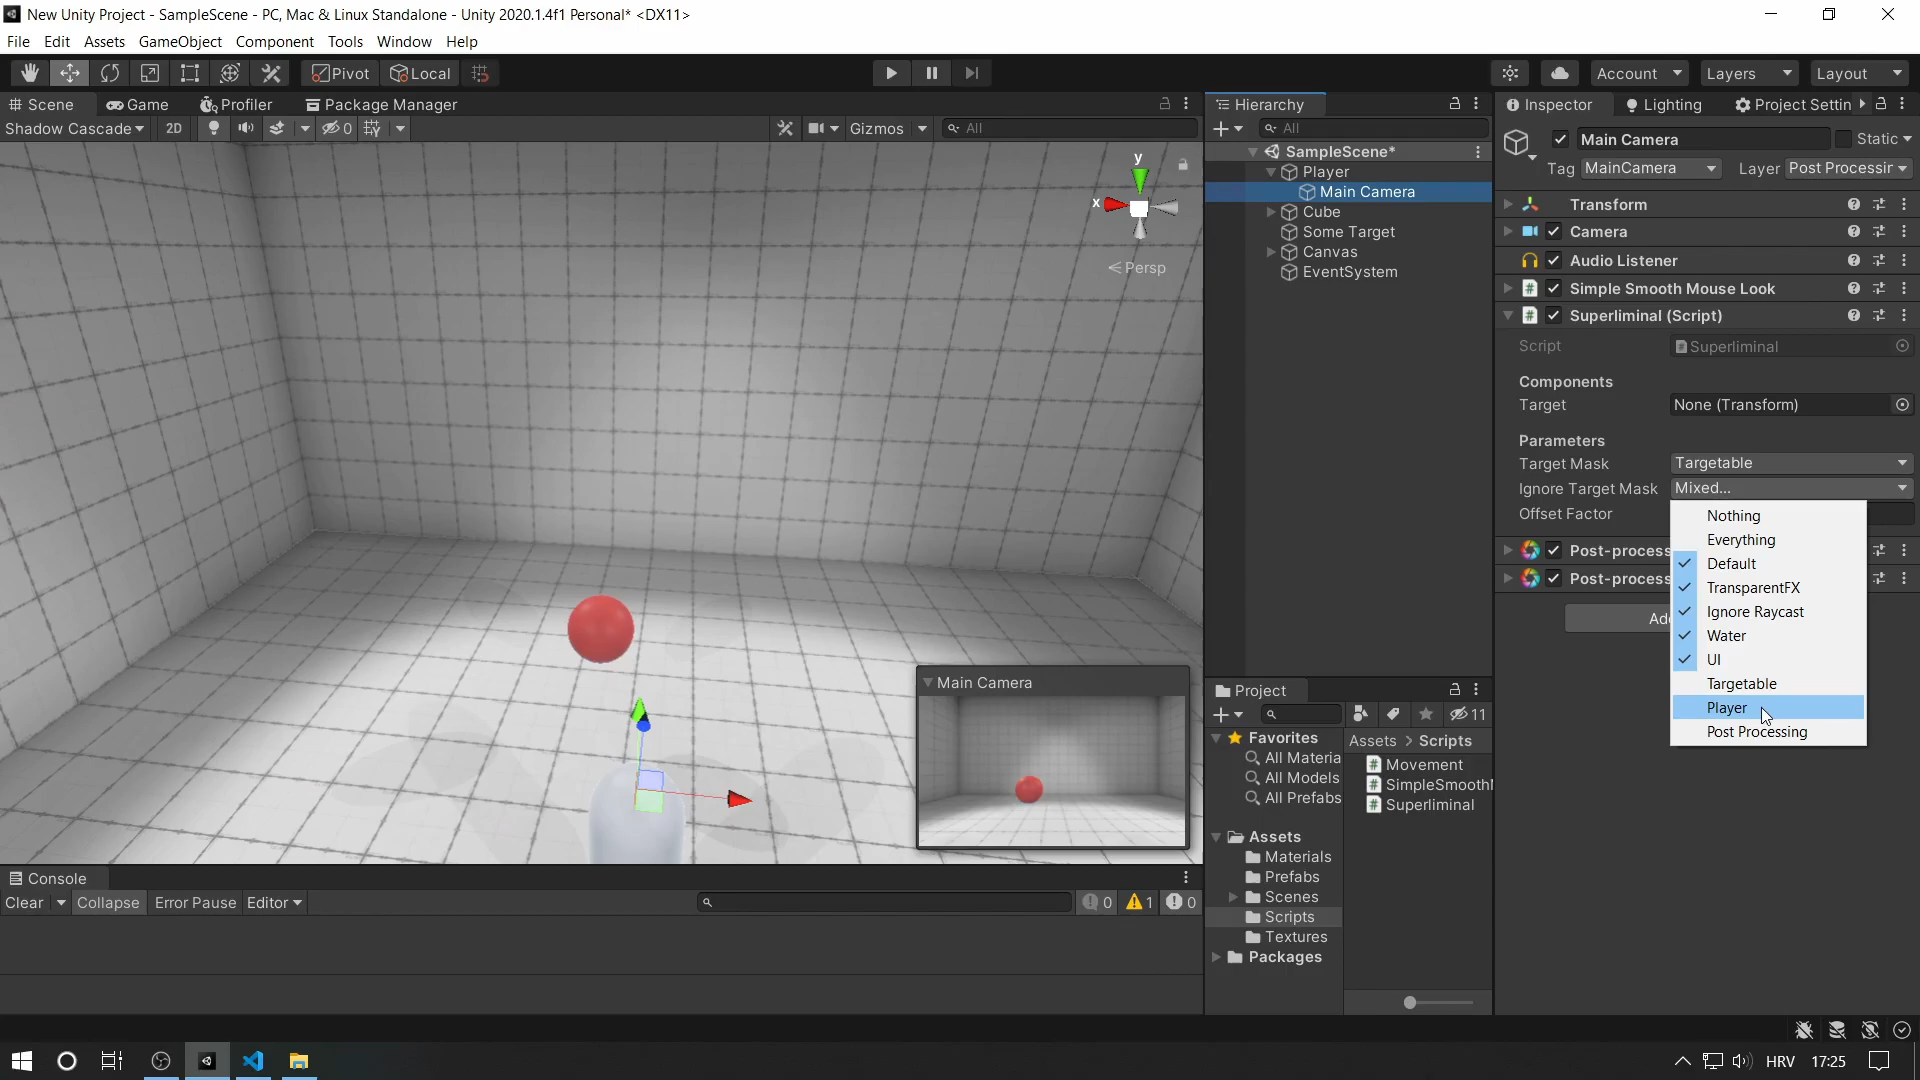 New Unity Project - SampleScene - PC, Mac & Linux Standalone - Unity 2020.1.4f1 Personal* <DX11>
File Edit Assets GameObject Component Tools Window Help
Pivot Local
Account Layers Layout
Scene Game Profiler Package Manager
Shadow Cascade 2D 0 Gizmos All
y
x
Persp
Main Camera
Hierarchy
All
SampleScene*
Player
Main Camera
Cube
Some Target
Canvas
EventSystem
Inspector Lighting Project Settin
Main Camera Static
Tag MainCamera Layer Post Processir
Transform
Camera
Audio Listener
Simple Smooth Mouse Look
Superliminal (Script)
Script Superliminal
Components
Target None (Transform)
Parameters
Target Mask Targetable
Ignore Target Mask Mixed...
Offset Factor
Post-process
Post-process
Add
Nothing
Everything
Default
TransparentFX
Ignore Raycast
Water
UI
Targetable
Player
Post Processing
Project
11
Favorites
All Materia
All Models
All Prefabs
Assets
Materials
Prefabs
Scenes
Scripts
Textures
Packages
Assets > Scripts
Movement
SimpleSmoothM
Superliminal
Console
Clear Collapse Error Pause Editor 0 1 0
HRV 17:25